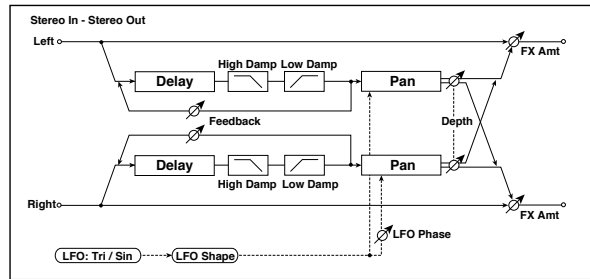 Stereo In - Stereo Out
Left
FX Amt
High Damp Low Damp
Delay
Pan
Feedback
Depth
Delay
Pan
High Damp Low Damp
Right
FX Amt
LFO Phase
LFO: Tri / Sin
LFO Shape